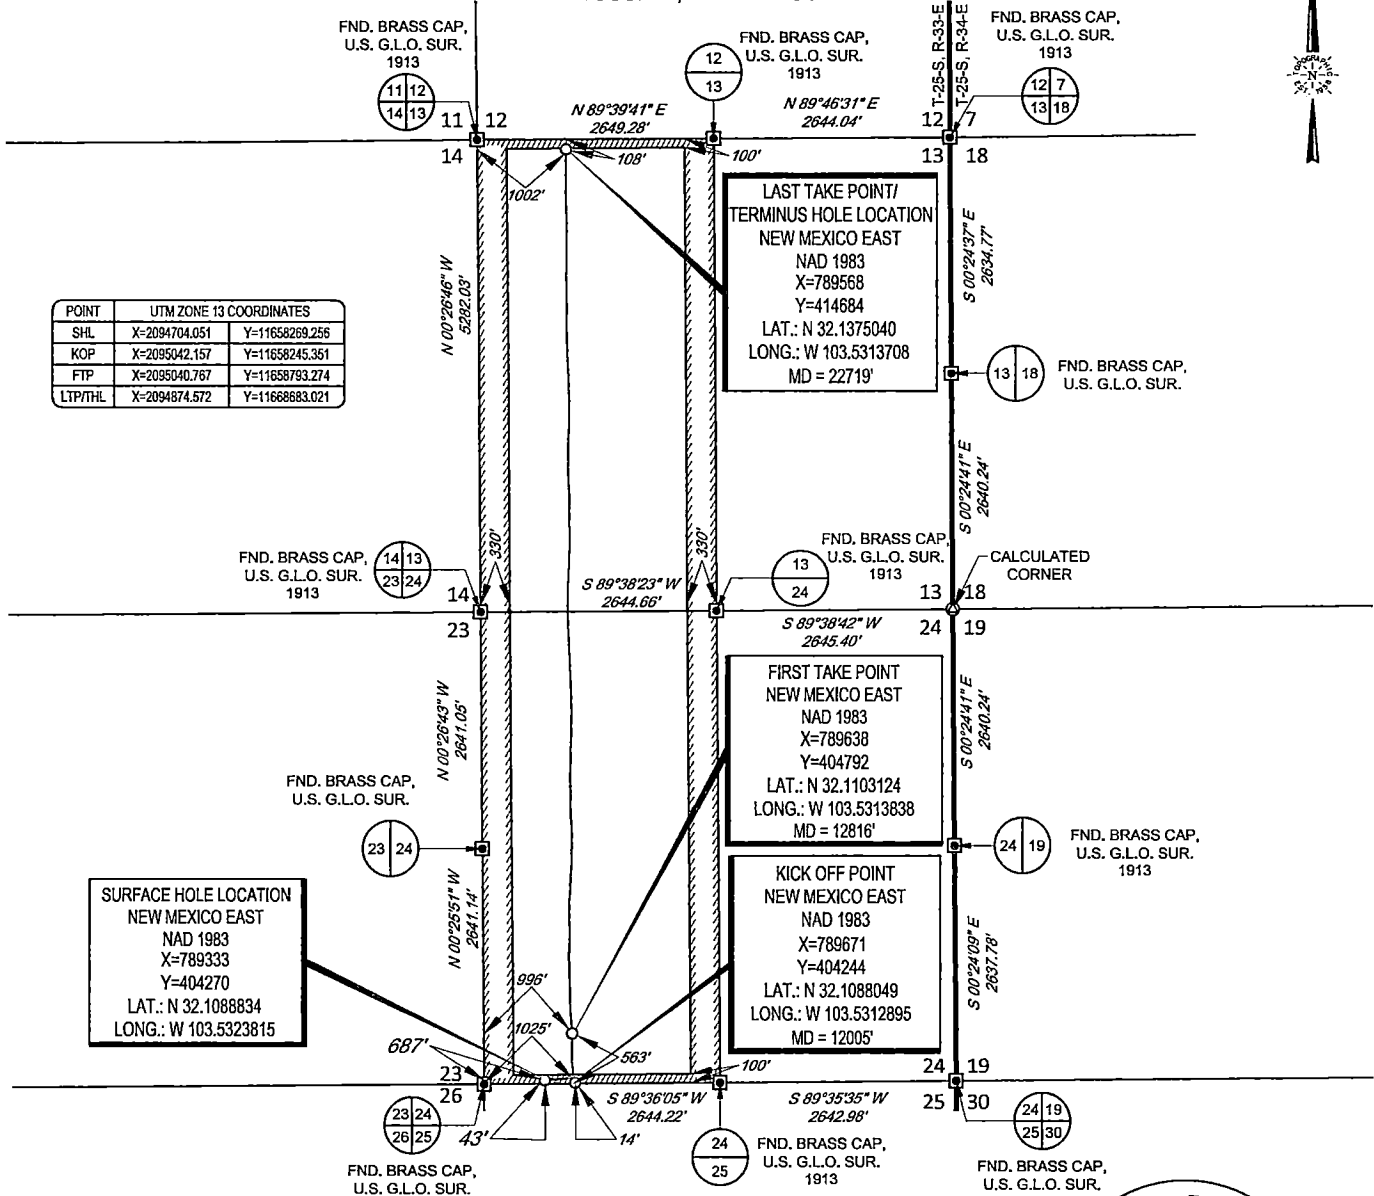 FND. BRASS CAP,
U.S. G.L.O. SUR.
1913
11 12
14 13
11 12
14
N 89°39'41" E
2649.28'
12
13
FND. BRASS CAP,
U.S. G.L.O. SUR.
1913
N 89°46'31" E
2644.04'
T-25-S, R-33-E
T-25-S, R-34-E
FND. BRASS CAP,
U.S. G.L.O. SUR.
1913
12 7
13 18
12 7
13 18
N
108'
100'
1002'
LAST TAKE POINT/
TERMINUS HOLE LOCATION
NEW MEXICO EAST
NAD 1983
X=789568
Y=414684
LAT.: N 32.1375040
LONG.: W 103.5313708
MD = 22719'
S 00°24'37" E
2634.77'
N 00°26'46" W
5282.03'
POINT UTM ZONE 13 COORDINATES
SHL X=2094704.051 Y=11658269.256
KOP X=2095042.157 Y=11658245.351
FTP X=2095040.767 Y=11658793.274
LTP/THL X=2094874.572 Y=11668683.021
13 18
FND. BRASS CAP,
U.S. G.L.O. SUR.
S 00°24'41" E
2640.24'
FND. BRASS CAP,
U.S. G.L.O. SUR.
1913
14 13
23 24
14
23
330'
S 89°38'23" W
2644.66'
330'
FND. BRASS CAP,
U.S. G.L.O. SUR.
1913
13
24
CALCULATED
CORNER
13 18
24 19
S 89°38'42" W
2645.40'
FIRST TAKE POINT
NEW MEXICO EAST
NAD 1983
X=789638
Y=404792
LAT.: N 32.1103124
LONG.: W 103.5313838
MD = 12816'
S 00°24'41" E
2640.24'
N 00°26'43" W
2641.05'
FND. BRASS CAP,
U.S. G.L.O. SUR.
23 24
24 19
FND. BRASS CAP,
U.S. G.L.O. SUR.
1913
SURFACE HOLE LOCATION
NEW MEXICO EAST
NAD 1983
X=789333
Y=404270
LAT.: N 32.1088834
LONG.: W 103.5323815
N 00°25'51" W
2641.14'
KICK OFF POINT
NEW MEXICO EAST
NAD 1983
X=789671
Y=404244
LAT.: N 32.1088049
LONG.: W 103.5312895
MD = 12005'
S 00°24'09" E
2637.78'
996'
1025'
687'
563'
100'
23
26
24 19
25 30
S 89°36'05" W
2644.22'
S 89°35'35" W
2642.98'
23 24
26 25
43'
14'
24
25
24 19
25 30
FND. BRASS CAP,
U.S. G.L.O. SUR.
FND. BRASS CAP,
U.S. G.L.O. SUR.
1913
FND. BRASS CAP,
U.S. G.L.O. SUR.